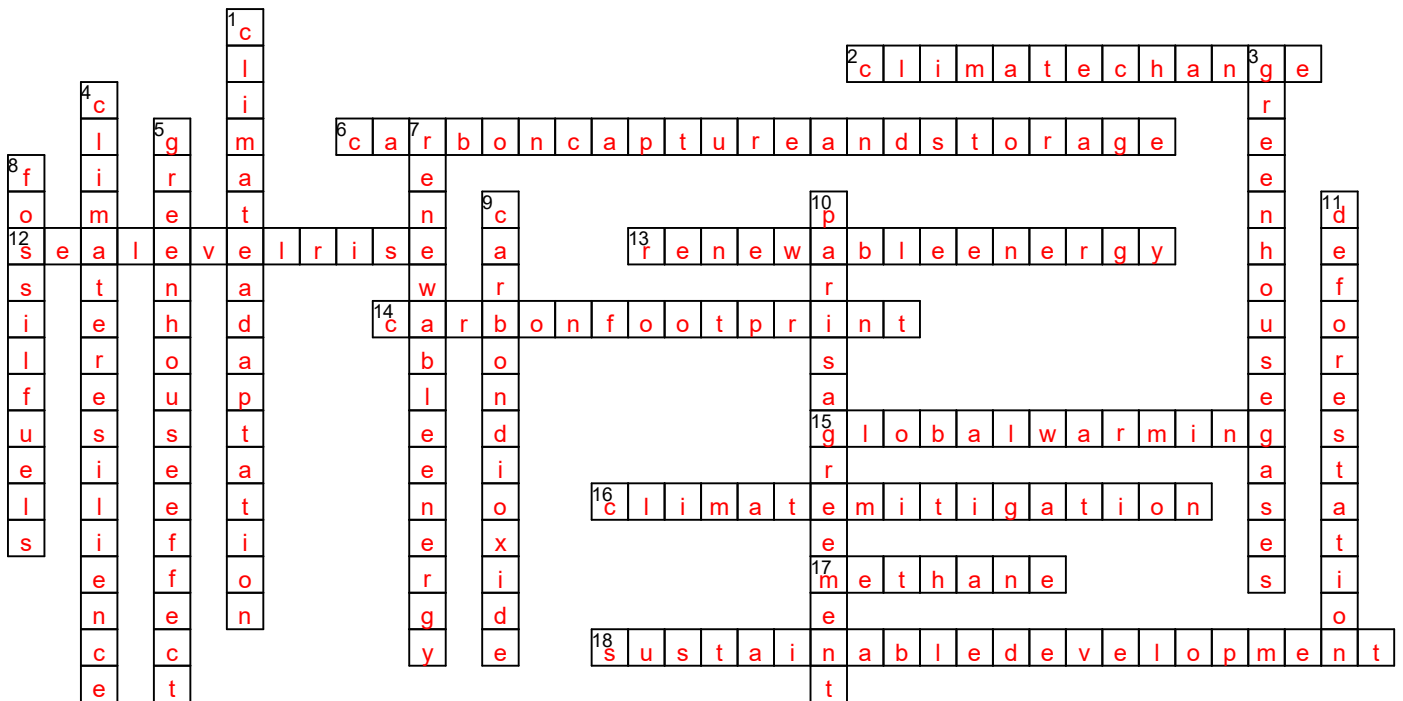 1 climateadaptation
2 climatechange
3 greenhousegases
4 climateresilience
5 greenhouseeffect
6 carboncaptureandstorage
7 renewableenergy
8 fossilfuels
9 carbondioxide
10 parisagreement
11 deforestation
12 sealevelrise
13 renewableenergy
14 carbonfootprint
15 globalwarming
16 climatemitigation
17 methane
18 sustainabledevelopment